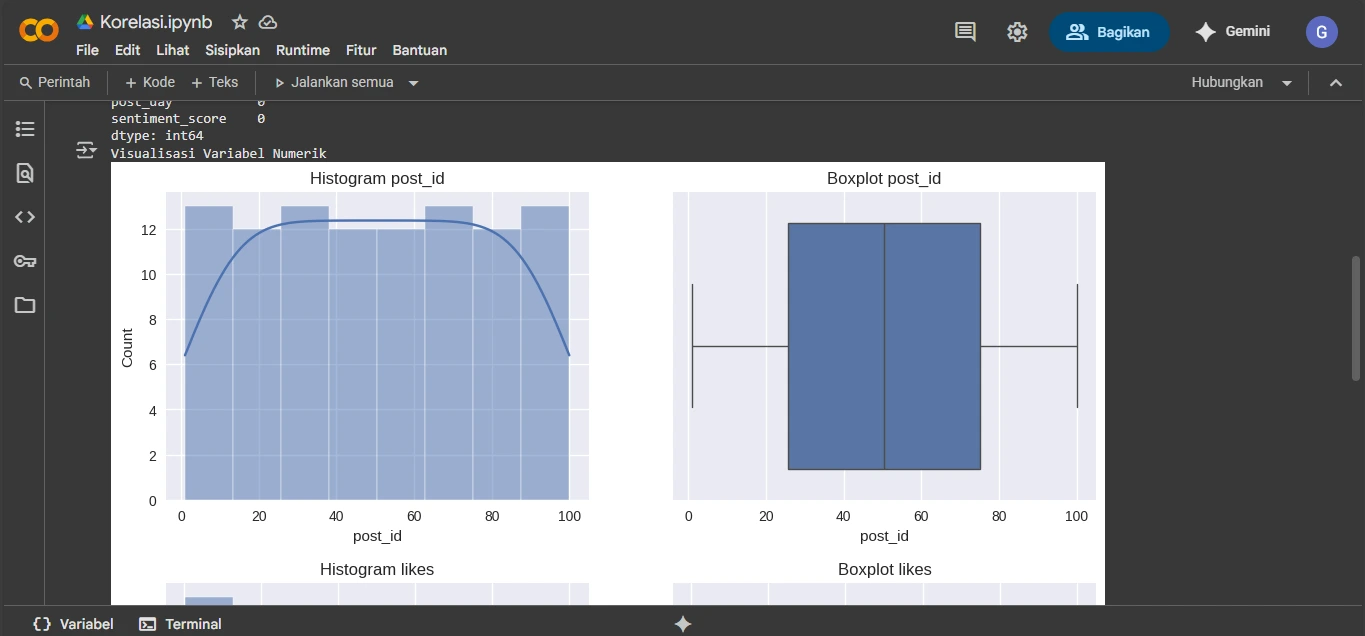 Korelasi.ipynb
File Edit Lihat Sisipkan Runtime Fitur Bantuan
Bagikan
Gemini
G
Perintah + Kode + Teks Jalankan semua
Hubungkan
post_day 0
sentiment_score 0
dtype: int64
Visualisasi Variabel Numerik
Histogram post_id
12
10
8
6
4
2
0
Count
0 20 40 60 80 100
post_id
Boxplot post_id
0 20 40 60 80 100
post_id
Histogram likes
Boxplot likes
Variabel Terminal